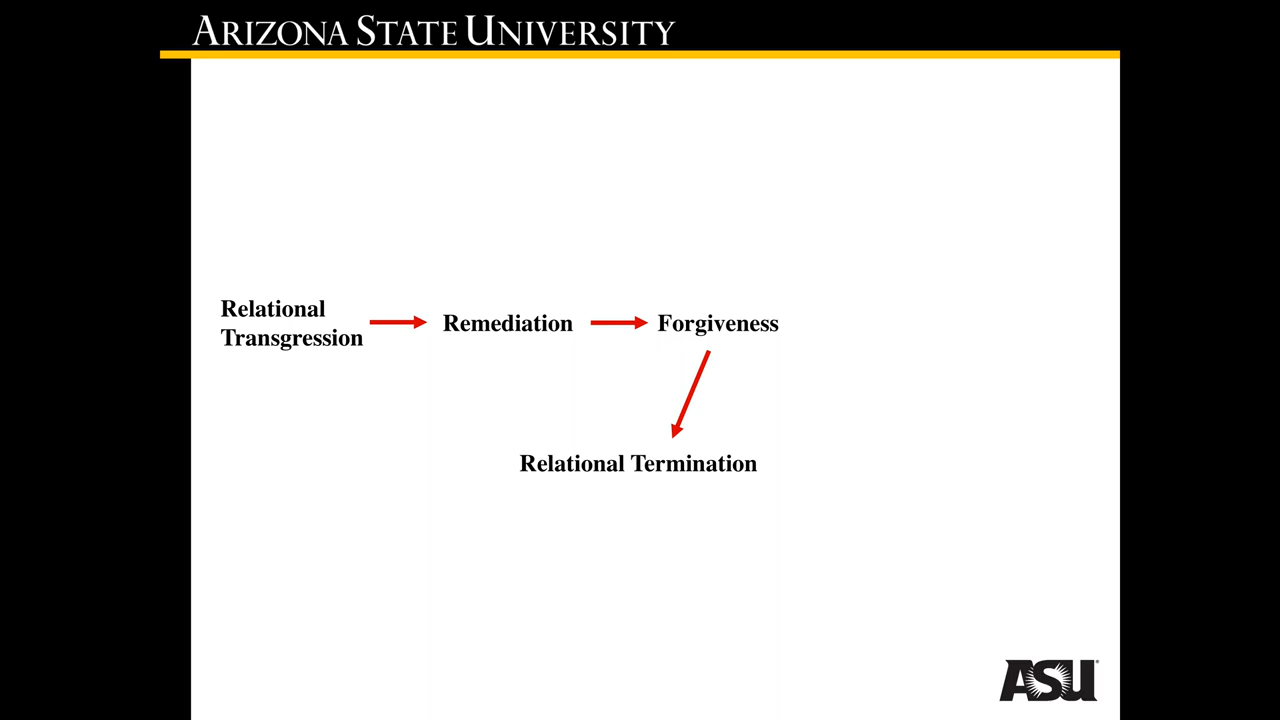 ARIZONA STATE UNIVERSITY
Relational
Transgression
Remediation
Forgiveness
Relational Termination
ASU